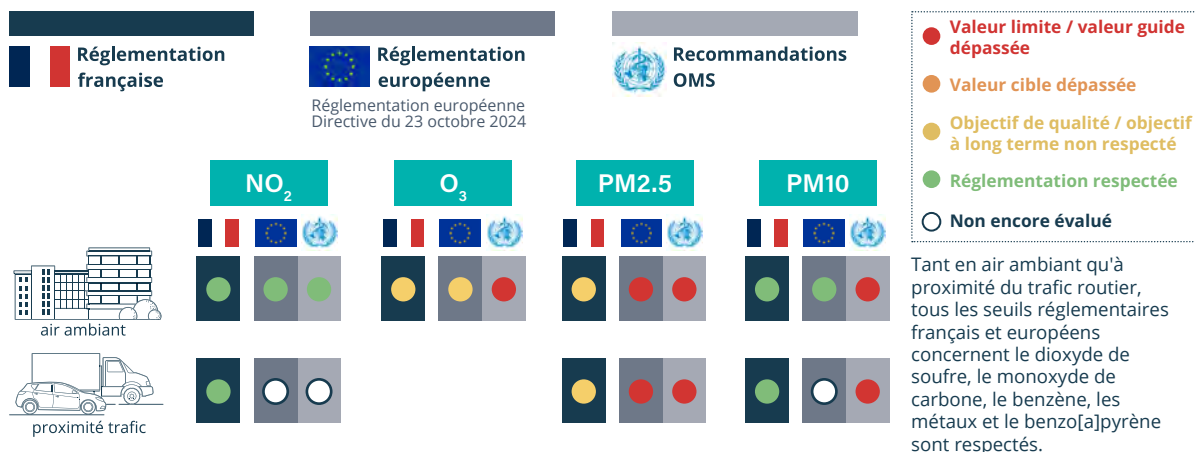 Réglementation
française
Réglementation
européenne
Réglementation européenne
Directive du 23 octobre 2024
Recommandations
OMS
Valeur limite / valeur guide
dépassée
Valeur cible dépassée
Objectif de qualité / objectif
à long terme non respecté
Réglementation respectée
Non encore évalué
NO2
O3
PM2.5
PM10
air ambiant
proximité trafic
Tant en air ambiant qu'à
proximité du trafic routier,
tous les seuils réglementaires
français et européens
concernent le dioxyde de
soufre, le monoxyde de
carbone, le benzène, les
métaux et le benzo[a]pyrène
sont respectés.